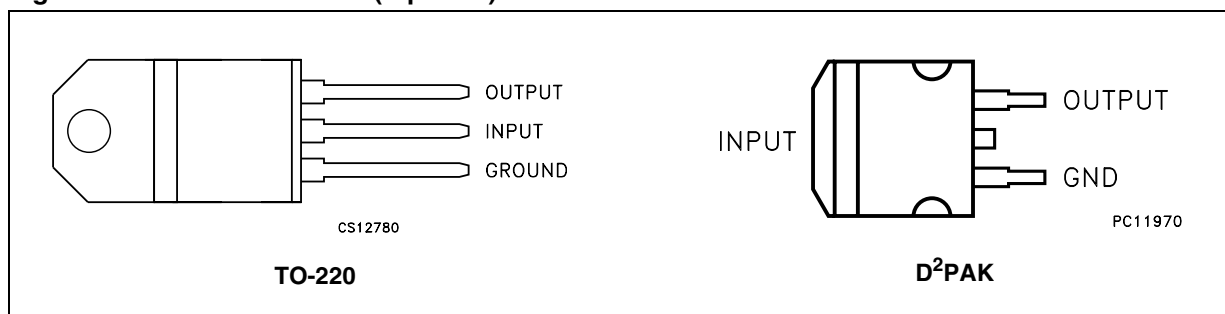 OUTPUT
INPUT
GROUND
CS12780
TO-220
INPUT
OUTPUT
GND
PC11970
D²PAK